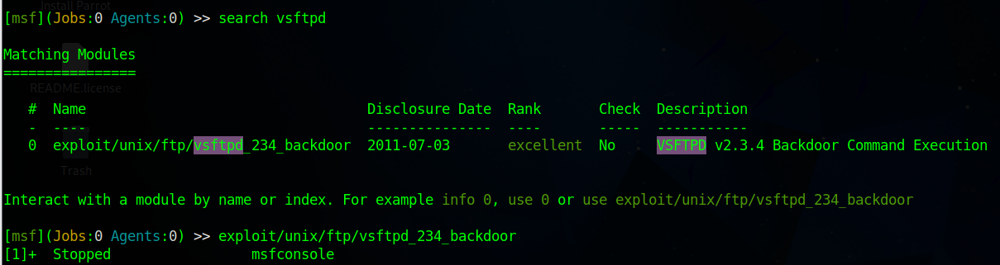 Install Parrot
[msf](Jobs:0 Agents:0) >> search vsftpd
Matching Modules
================
README.license
#  Name                                  Disclosure Date  Rank       Check  Description
-  ----                                  ---------------  ----       -----  -----------
0  exploit/unix/ftp/vsftpd_234_backdoor  2011-07-03       excellent  No     VSFTPD v2.3.4 Backdoor Command Execution
Trash
Interact with a module by name or index. For example info 0, use 0 or use exploit/unix/ftp/vsftpd_234_backdoor
[msf](Jobs:0 Agents:0) >> exploit/unix/ftp/vsftpd_234_backdoor
[1]+  Stopped                 msfconsole